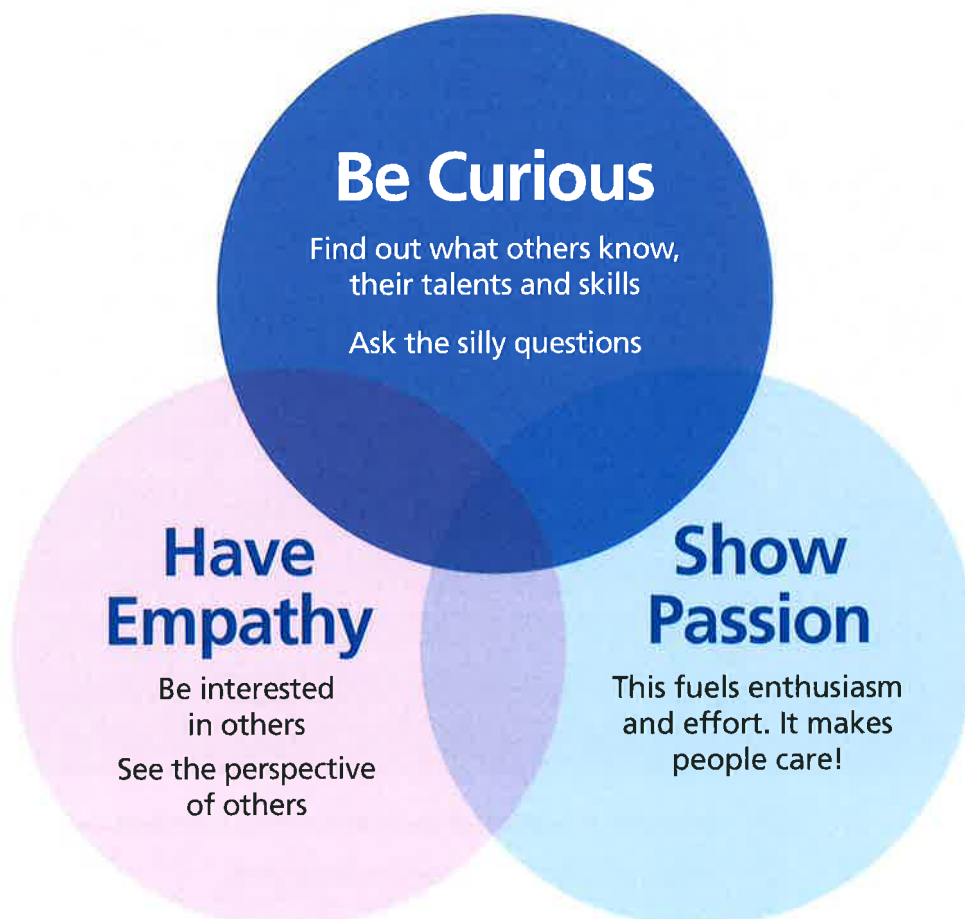 Be Curious
Find out what others know,
their talents and skills
Ask the silly questions
Have
Empathy
Be interested
in others
See the perspective
of others
Show
Passion
This fuels enthusiasm
and effort. It makes
people care!